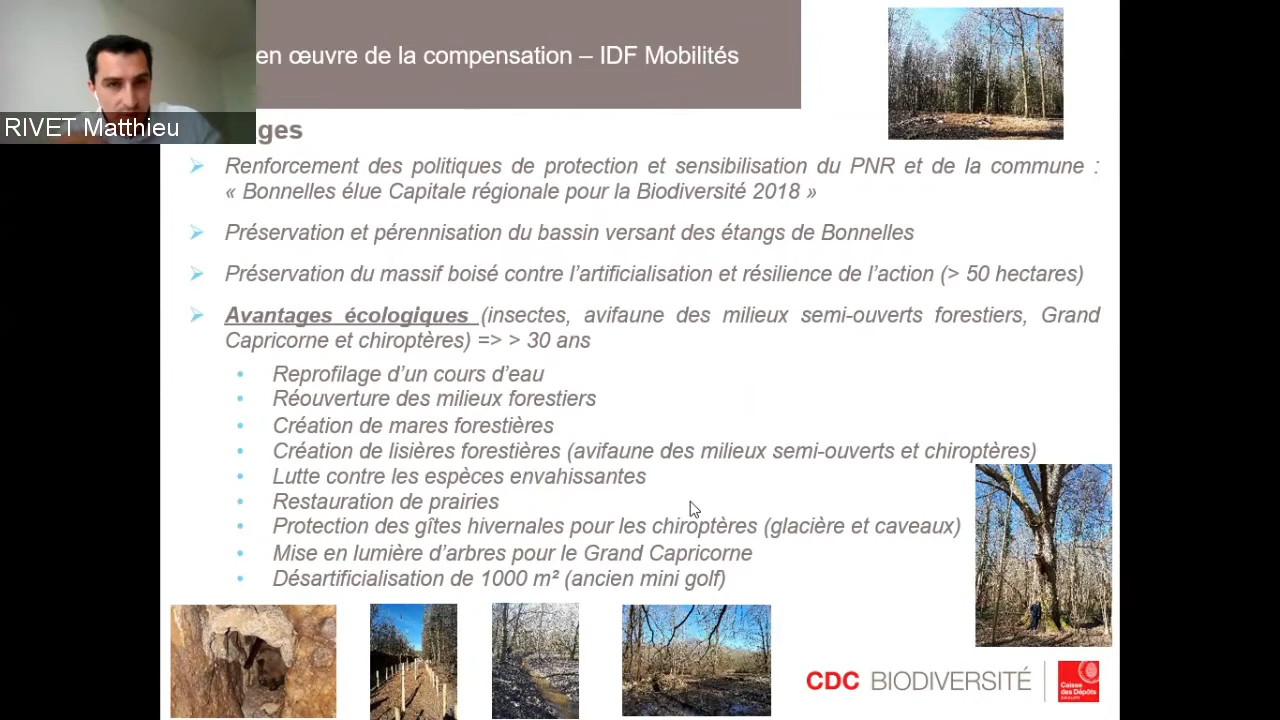 en œuvre de la compensation – IDF Mobilités
RIVET Matthieu
ges
Renforcement des politiques de protection et sensibilisation du PNR et de la commune :
« Bonnelles élue Capitale régionale pour la Biodiversité 2018 »
Préservation et pérennisation du bassin versant des étangs de Bonnelles
Préservation du massif boisé contre l’artificialisation et résilience de l’action (> 50 hectares)
Avantages écologiques (insectes, avifaune des milieux semi-ouverts forestiers, Grand
Capricorne et chiroptères) => > 30 ans
Reprofilage d’un cours d’eau
Réouverture des milieux forestiers
Création de mares forestières
Création de lisières forestières (avifaune des milieux semi-ouverts et chiroptères)
Lutte contre les espèces envahissantes
Restauration de prairies
Protection des gîtes hivernales pour les chiroptères (glacière et caveaux)
Mise en lumière d’arbres pour le Grand Capricorne
Désartificialisation de 1000 m² (ancien mini golf)
CDC BIODIVERSITÉ
Caisse
des Dépôts
GROUPE